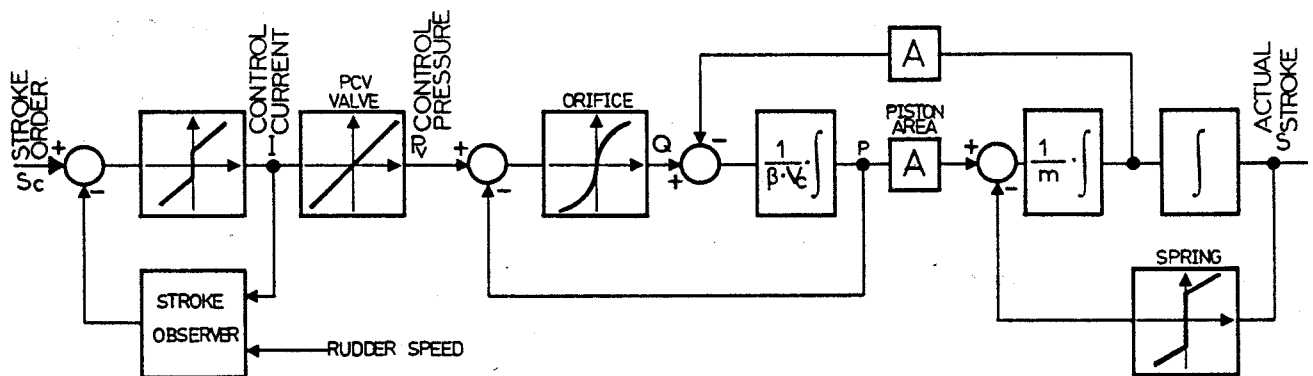 STROKE
ORDER
+
Sc
-
CONTROL
CURRENT
I
PCV
VALVE
CONTROL
PRESSURE
Pv
+
-
ORIFICE
Q
+
-
1
β·Vc
·∫
P
A
PISTON
AREA
A
+
-
1
m
·∫
∫
ACTUAL
STROKE
S
SPRING
STROKE
OBSERVER
RUDDER SPEED